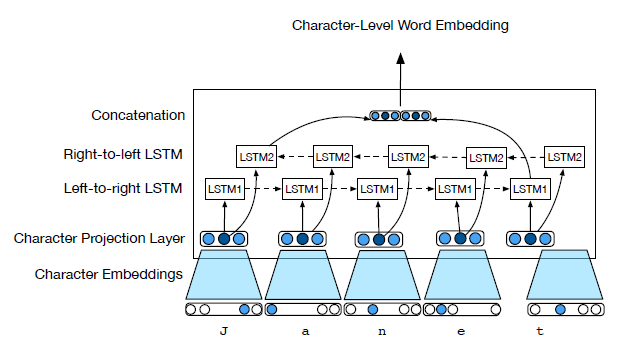 Character-Level Word Embedding
Concatenation
Right-to-left LSTM
LSTM2 LSTM2 LSTM2 LSTM2 LSTM2
Left-to-right LSTM
LSTM1 LSTM1 LSTM1 LSTM1 LSTM1
Character Projection Layer
Character Embeddings
J a n e t